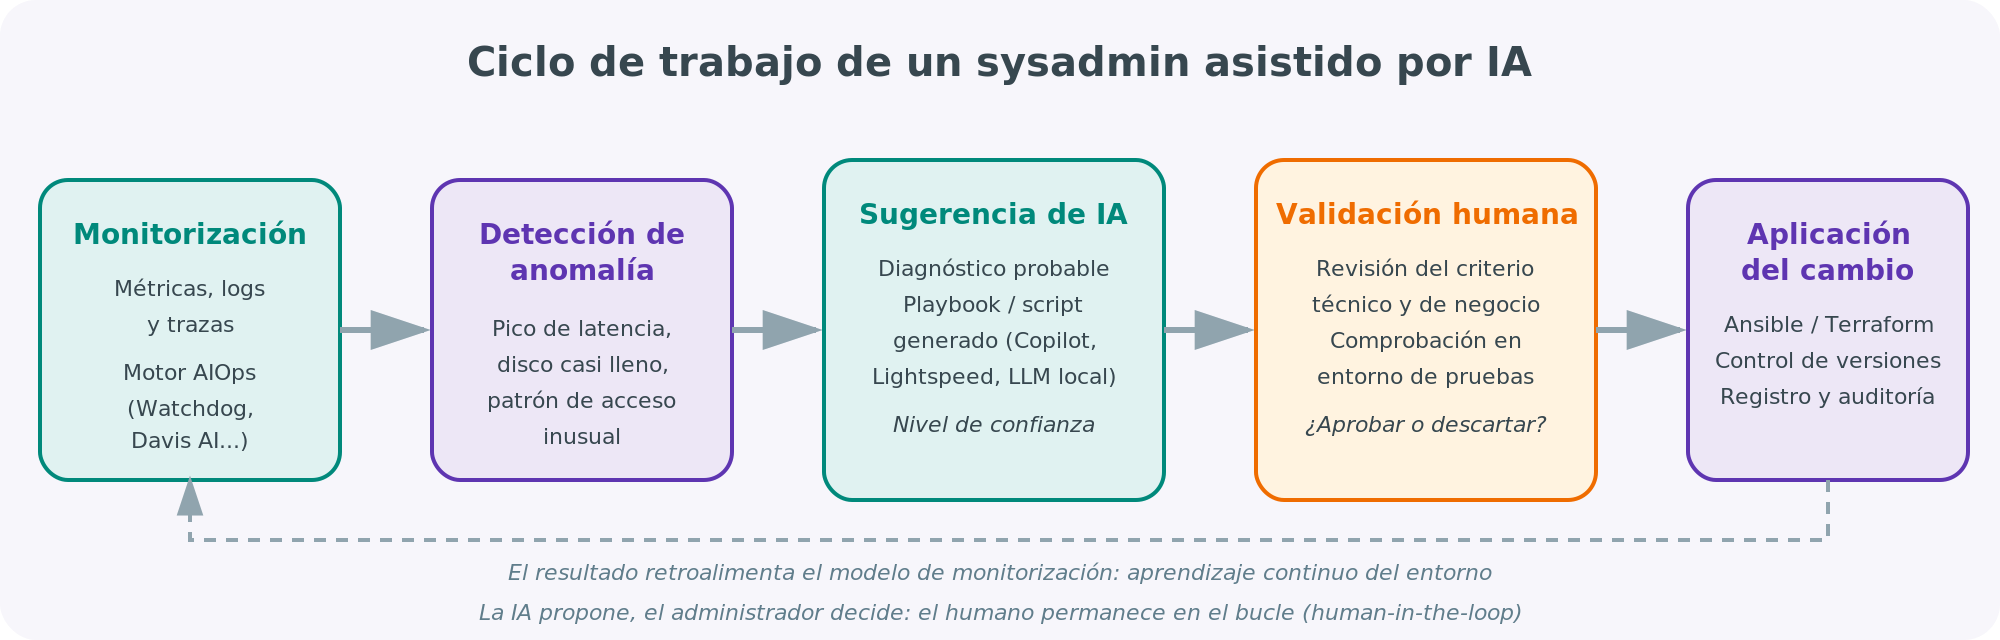 Ciclo de trabajo de un sysadmin asistido por IA
Monitorización
Métricas, logs
y trazas
Motor AIOps
(Watchdog,
Davis AI...)
Detección de
anomalía
Pico de latencia,
disco casi lleno,
patrón de acceso
inusual
Sugerencia de IA
Diagnóstico probable
Playbook / script
generado (Copilot,
Lightspeed, LLM local)
Nivel de confianza
Validación humana
Revisión del criterio
técnico y de negocio
Comprobación en
entorno de pruebas
¿Aprobar o descartar?
Aplicación
del cambio
Ansible / Terraform
Control de versiones
Registro y auditoría
El resultado retroalimenta el modelo de monitorización: aprendizaje continuo del entorno
La IA propone, el administrador decide: el humano permanece en el bucle (human-in-the-loop)